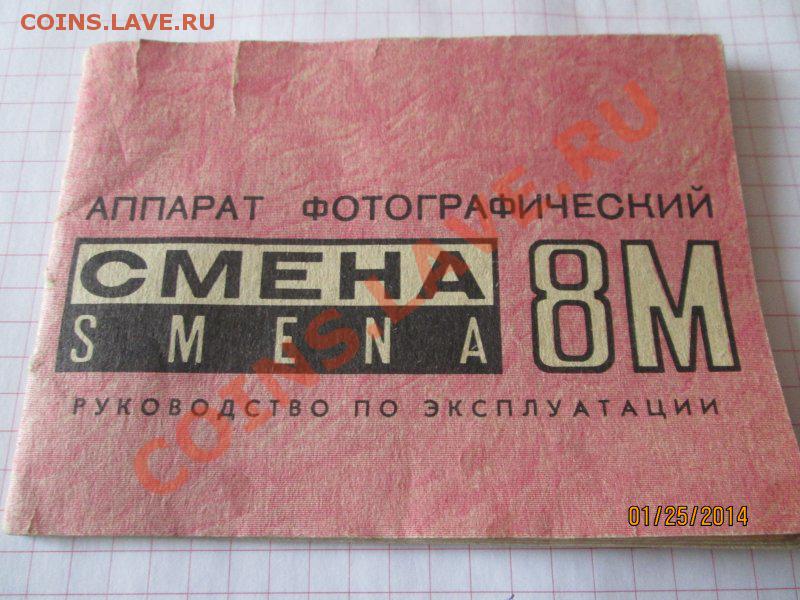 COINS.LAVE.RU
АППАРАТ ФОТОГРАФИЧЕСКИЙ
СМЕНА 8М
SMENA
РУКОВОДСТВО ПО ЭКСПЛУАТАЦИИ
COINS.LAVE.RU
01/25/2014